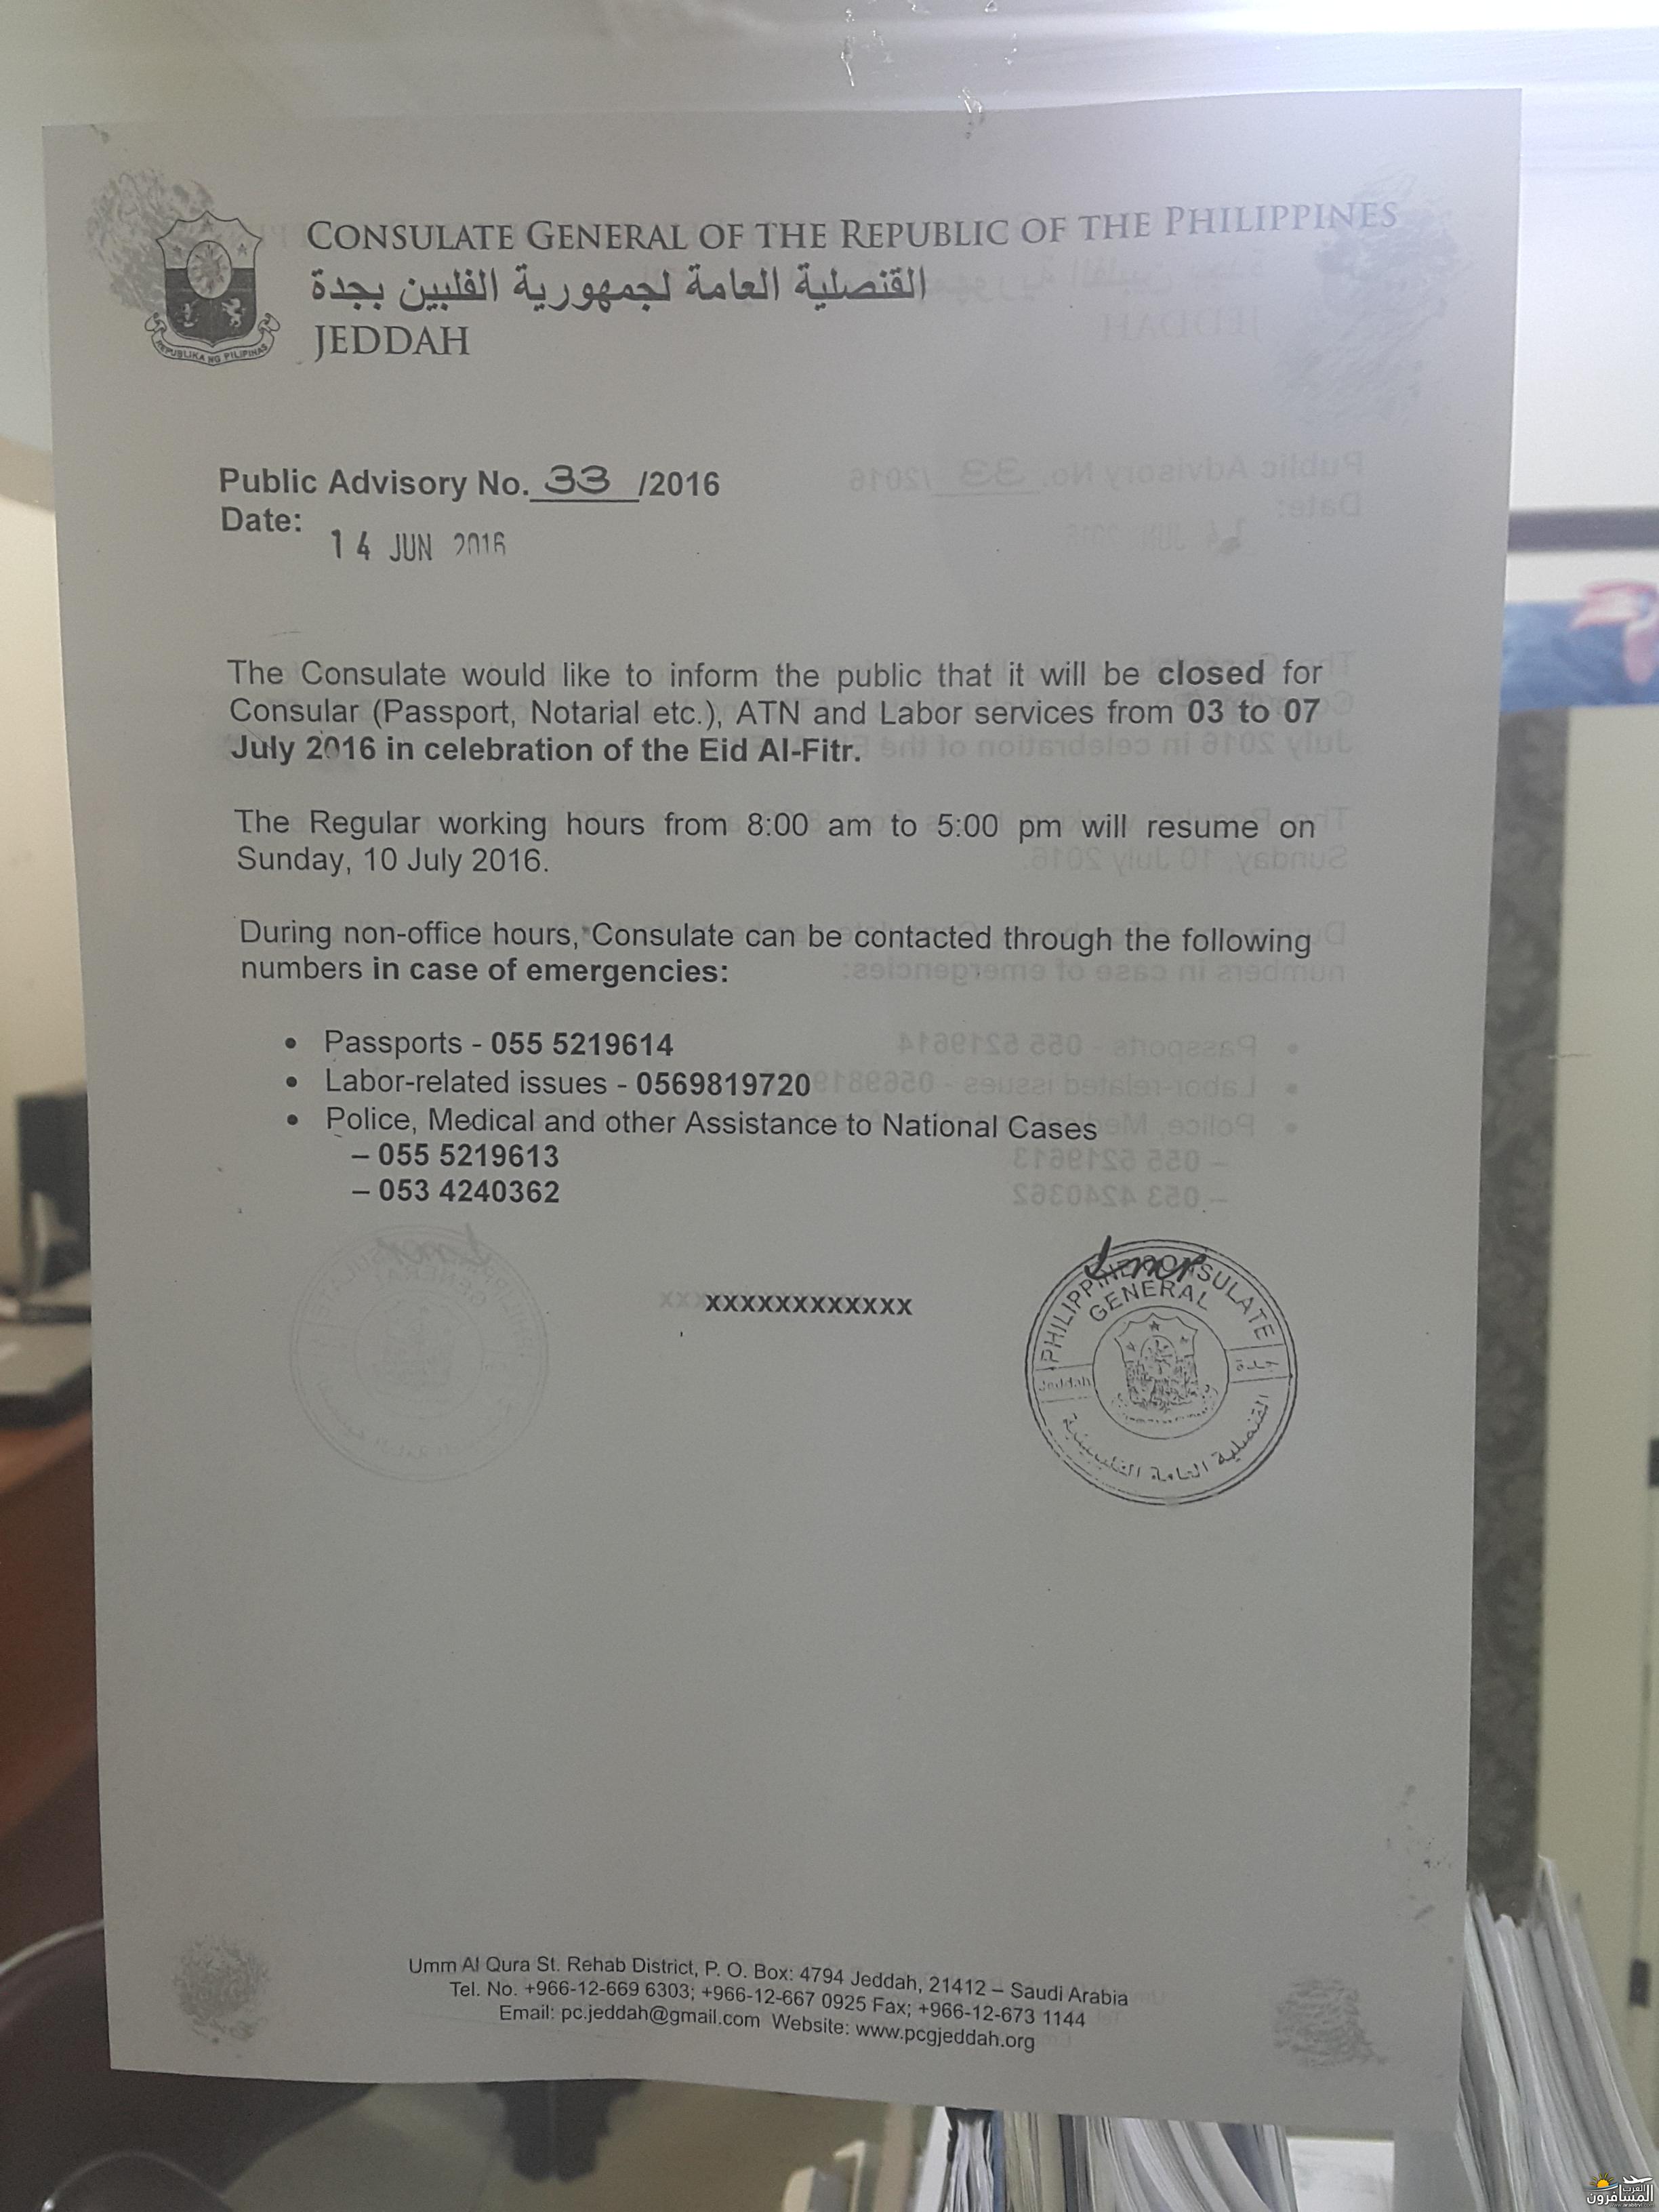 CONSULATE GENERAL OF THE REPUBLIC OF THE PHILIPPINES
القنصلية العامة لجمهورية الفلبين بجدة
JEDDAH
REPUBLIKA NG PILIPINAS
Public Advisory No. 33 /2016
Date:
14 JUN 2016
The Consulate would like to inform the public that it will be closed for
Consular (Passport, Notarial etc.), ATN and Labor services from 03 to 07
July 2016 in celebration of the Eid Al-Fitr.
The Regular working hours from 8:00 am to 5:00 pm will resume on
Sunday, 10 July 2016.
During non-office hours, Consulate can be contacted through the following
numbers in case of emergencies:
• Passports - 055 5219614
• Labor-related issues - 0569819720
• Police, Medical and other Assistance to National Cases
– 055 5219613
– 053 4240362
xxxxxxxxxxxx
PHILIPPINE CONSULATE
GENERAL
Jeddah
جدة
القنصلية العامة الفلبينية
Umm Al Qura St. Rehab District, P. O. Box: 4794 Jeddah, 21412 – Saudi Arabia
Tel. No. +966-12-669 6303; +966-12-667 0925 Fax; +966-12-673 1144
Email: pc.jeddah@gmail.com Website: www.pcgjeddah.org
العرب
المسافرون